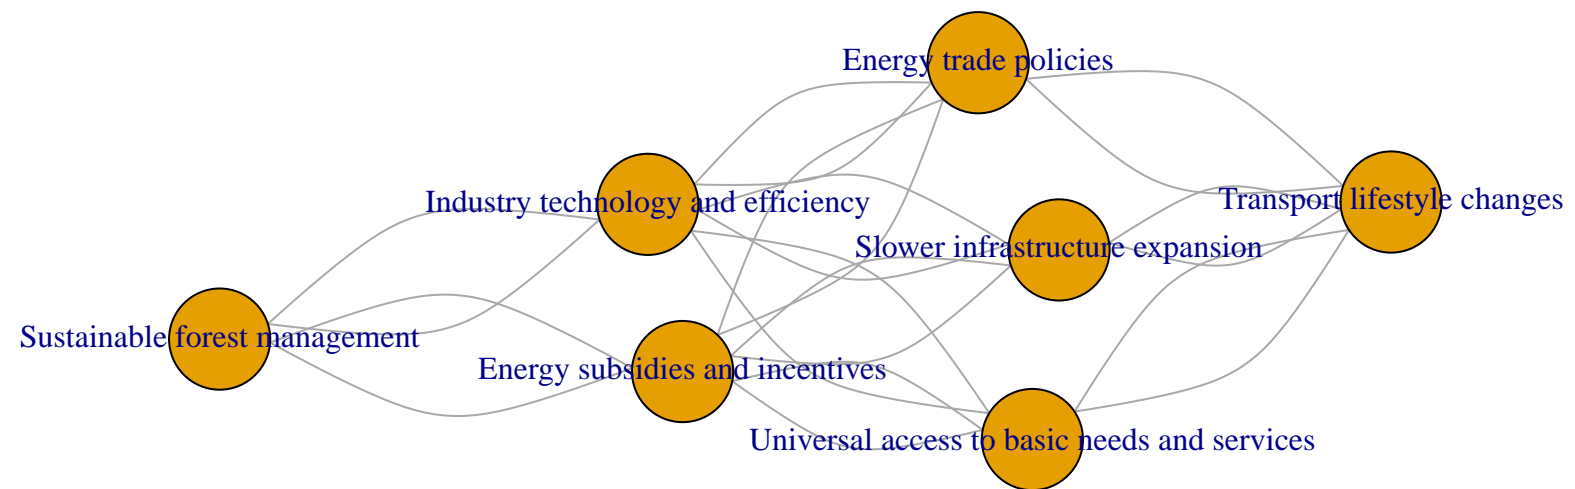 Energy trade policies
Industry technology and efficiency
Transport lifestyle changes
Slower infrastructure expansion
Sustainable forest management
Energy subsidies and incentives
Universal access to basic needs and services